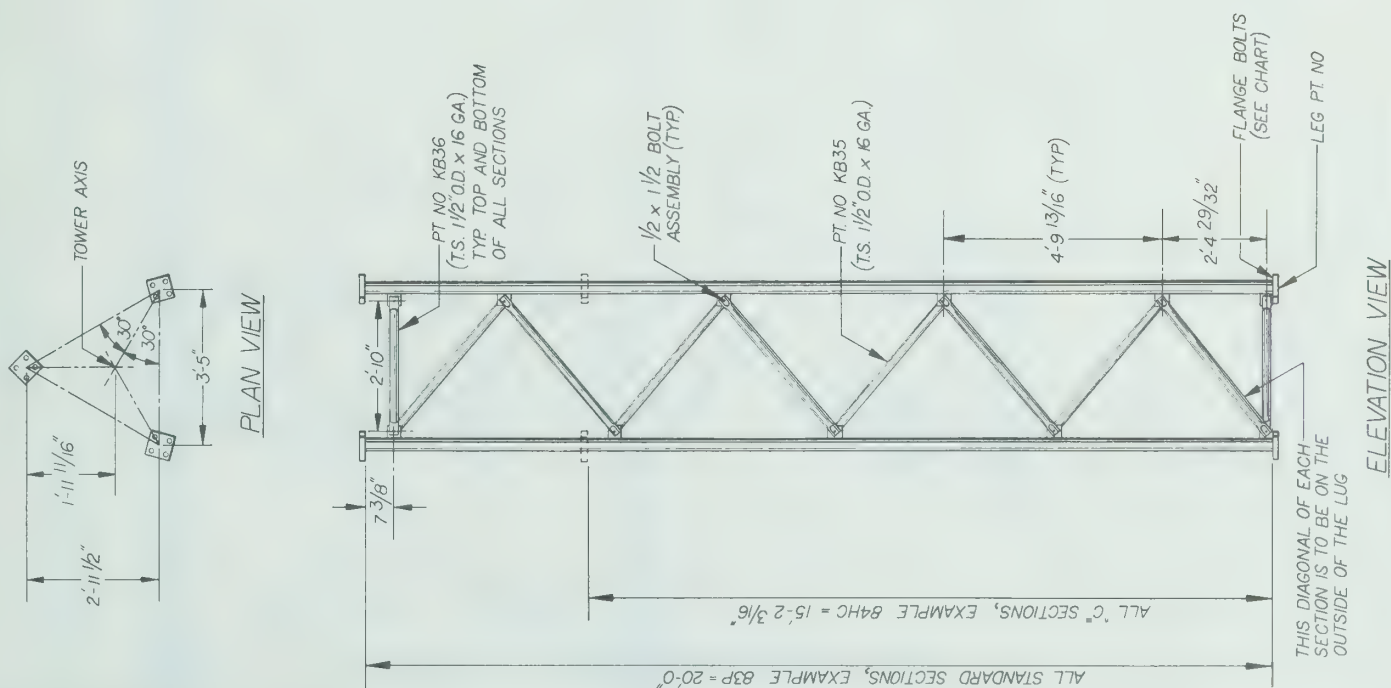 TOWER AXIS
30°
30°
3'-5"
1'-11 11/16"
2'-11 1/2"
PLAN VIEW
PT NO KB36
(T.S. 1 1/2" O.D. x 16 GA.)
TYP. TOP AND BOTTOM
OF ALL SECTIONS
1/2 x 1 1/2 BOLT
ASSEMBLY (TYP.)
PT. NO KB35
(T.S. 1 1/2" O.D. x 16 GA.)
4'-9 13/16" (TYP)
2'-4 29/32"
FLANGE BOLTS
(SEE CHART)
LEG PT. NO
2'-10"
7 3/8"
ALL "C" SECTIONS, EXAMPLE 84HC = 15'-2 3/16"
ALL STANDARD SECTIONS, EXAMPLE 83P = 20'-0"
THIS DIAGONAL OF EACH
SECTION IS TO BE ON THE
OUTSIDE OF THE LUG
ELEVATION VIEW